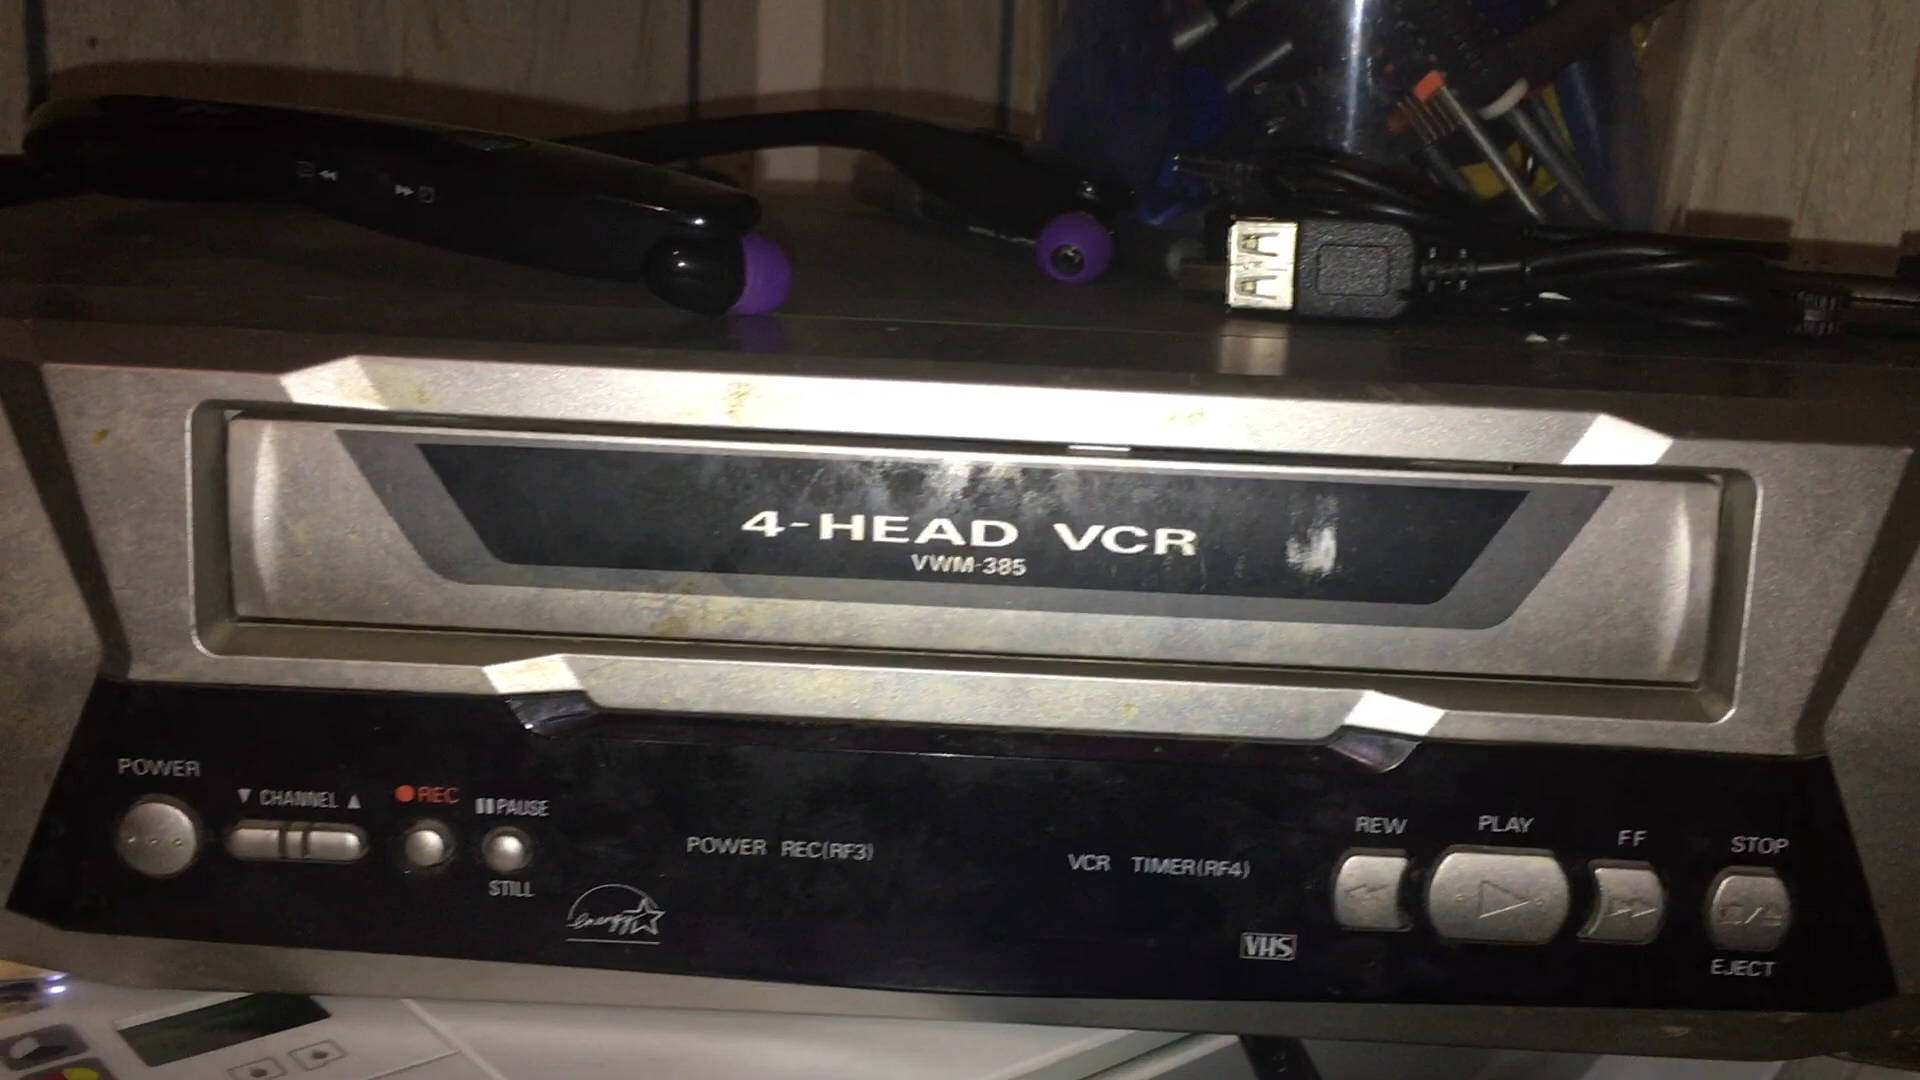 4-HEAD VCR
VWM-385
POWER
▼ CHANNEL ▲
●REC
PAUSE
STILL
energy
POWER REC(RF3)
VCR TIMER(RF4)
VHS
REW
PLAY
FF
STOP
EJECT